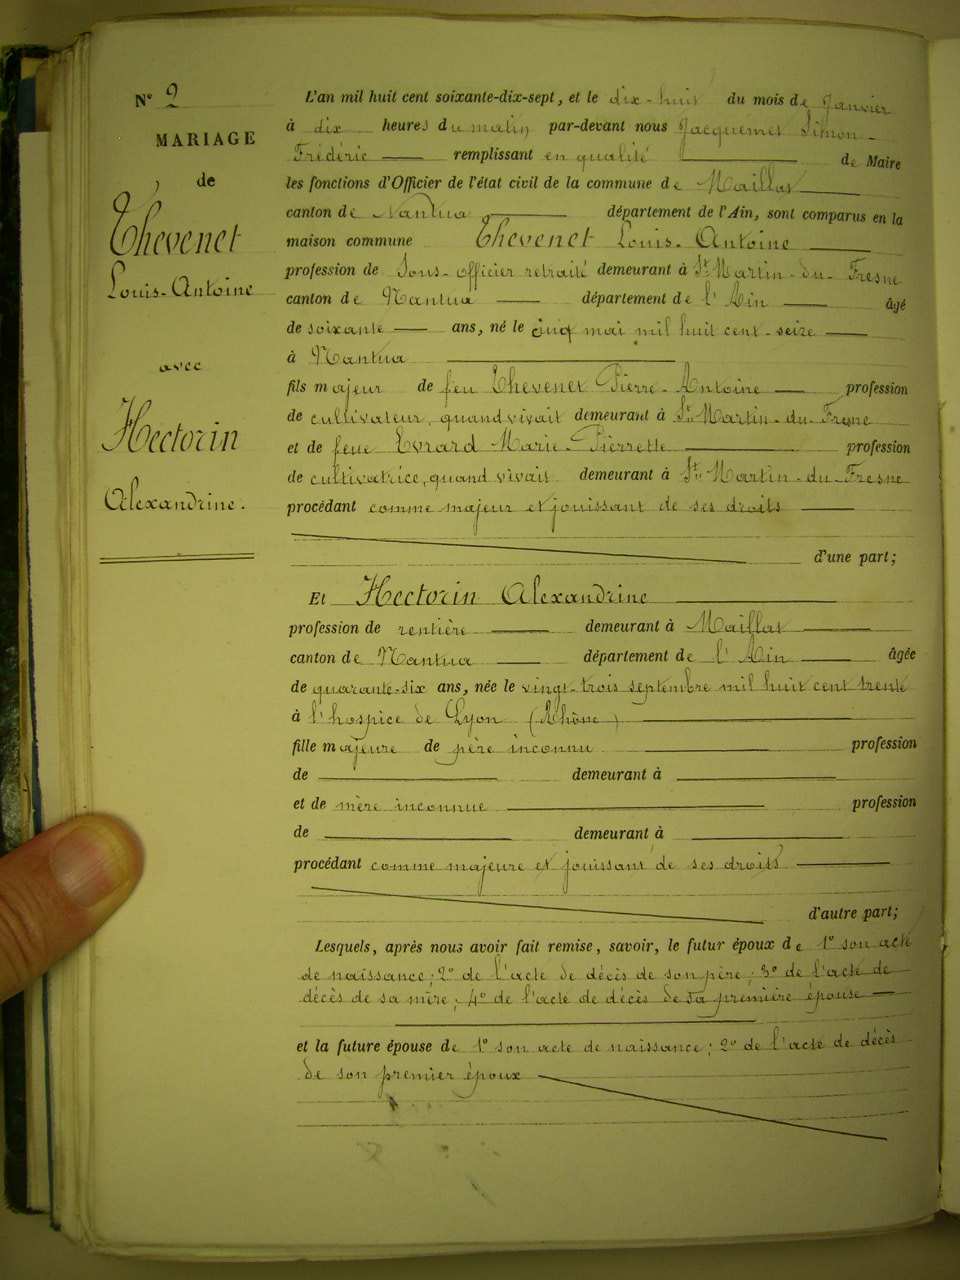 N° 2
MARIAGE
de
Thevenet
Louis-Antoine
avec
Hectorin
Alexandrine.
L'an mil huit cent soixante-dix-sept, et le dix-huit du mois de Janvier
à dix heures du matin par-devant nous Jacquemet Simon-
Frédéric remplissant en qualité de Maire
les fonctions d'Officier de l'état civil de la commune de Maillat
canton de Nantua département de l'Ain, sont comparus en la
maison commune Thevenet Louis-Antoine
profession de Sous-officier retraité demeurant à St Martin-du-Fresne
canton de Nantua département de l'Ain âgé
de soixante ans, né le cinq mai mil huit cent-seize
à Nantua
fils majeur de feu Thevenet Pierre-Antoine profession
de cultivateur, quand vivait demeurant à St Martin-du-Fresne
et de feue Evrard Marie-Pierrette profession
de cultivatrice, quand vivait demeurant à St Martin-du-Fresne
procédant comme majeur et jouissant de ses droits
d'une part;
Et Hectorin Alexandrine
profession de rentière demeurant à Maillat
canton de Nantua département de l'Ain âgée
de quarante-six ans, née le vingt-trois septembre mil huit cent trente
à l'hospice de Lyon (Rhône)
fille majeure de père inconnu profession
de demeurant à
et de mère inconnue profession
de demeurant à
procédant comme majeure et jouissant de ses droits
d'autre part;
Lesquels, après nous avoir fait remise, savoir, le futur époux de 1° son acte
de naissance; 2° de l'acte de décès de son père; 3° de l'acte de
décès de sa mère; 4° de l'acte de décès de sa première épouse
et la future épouse de 1° son acte de naissance; 2° de l'acte de décès
de son premier époux